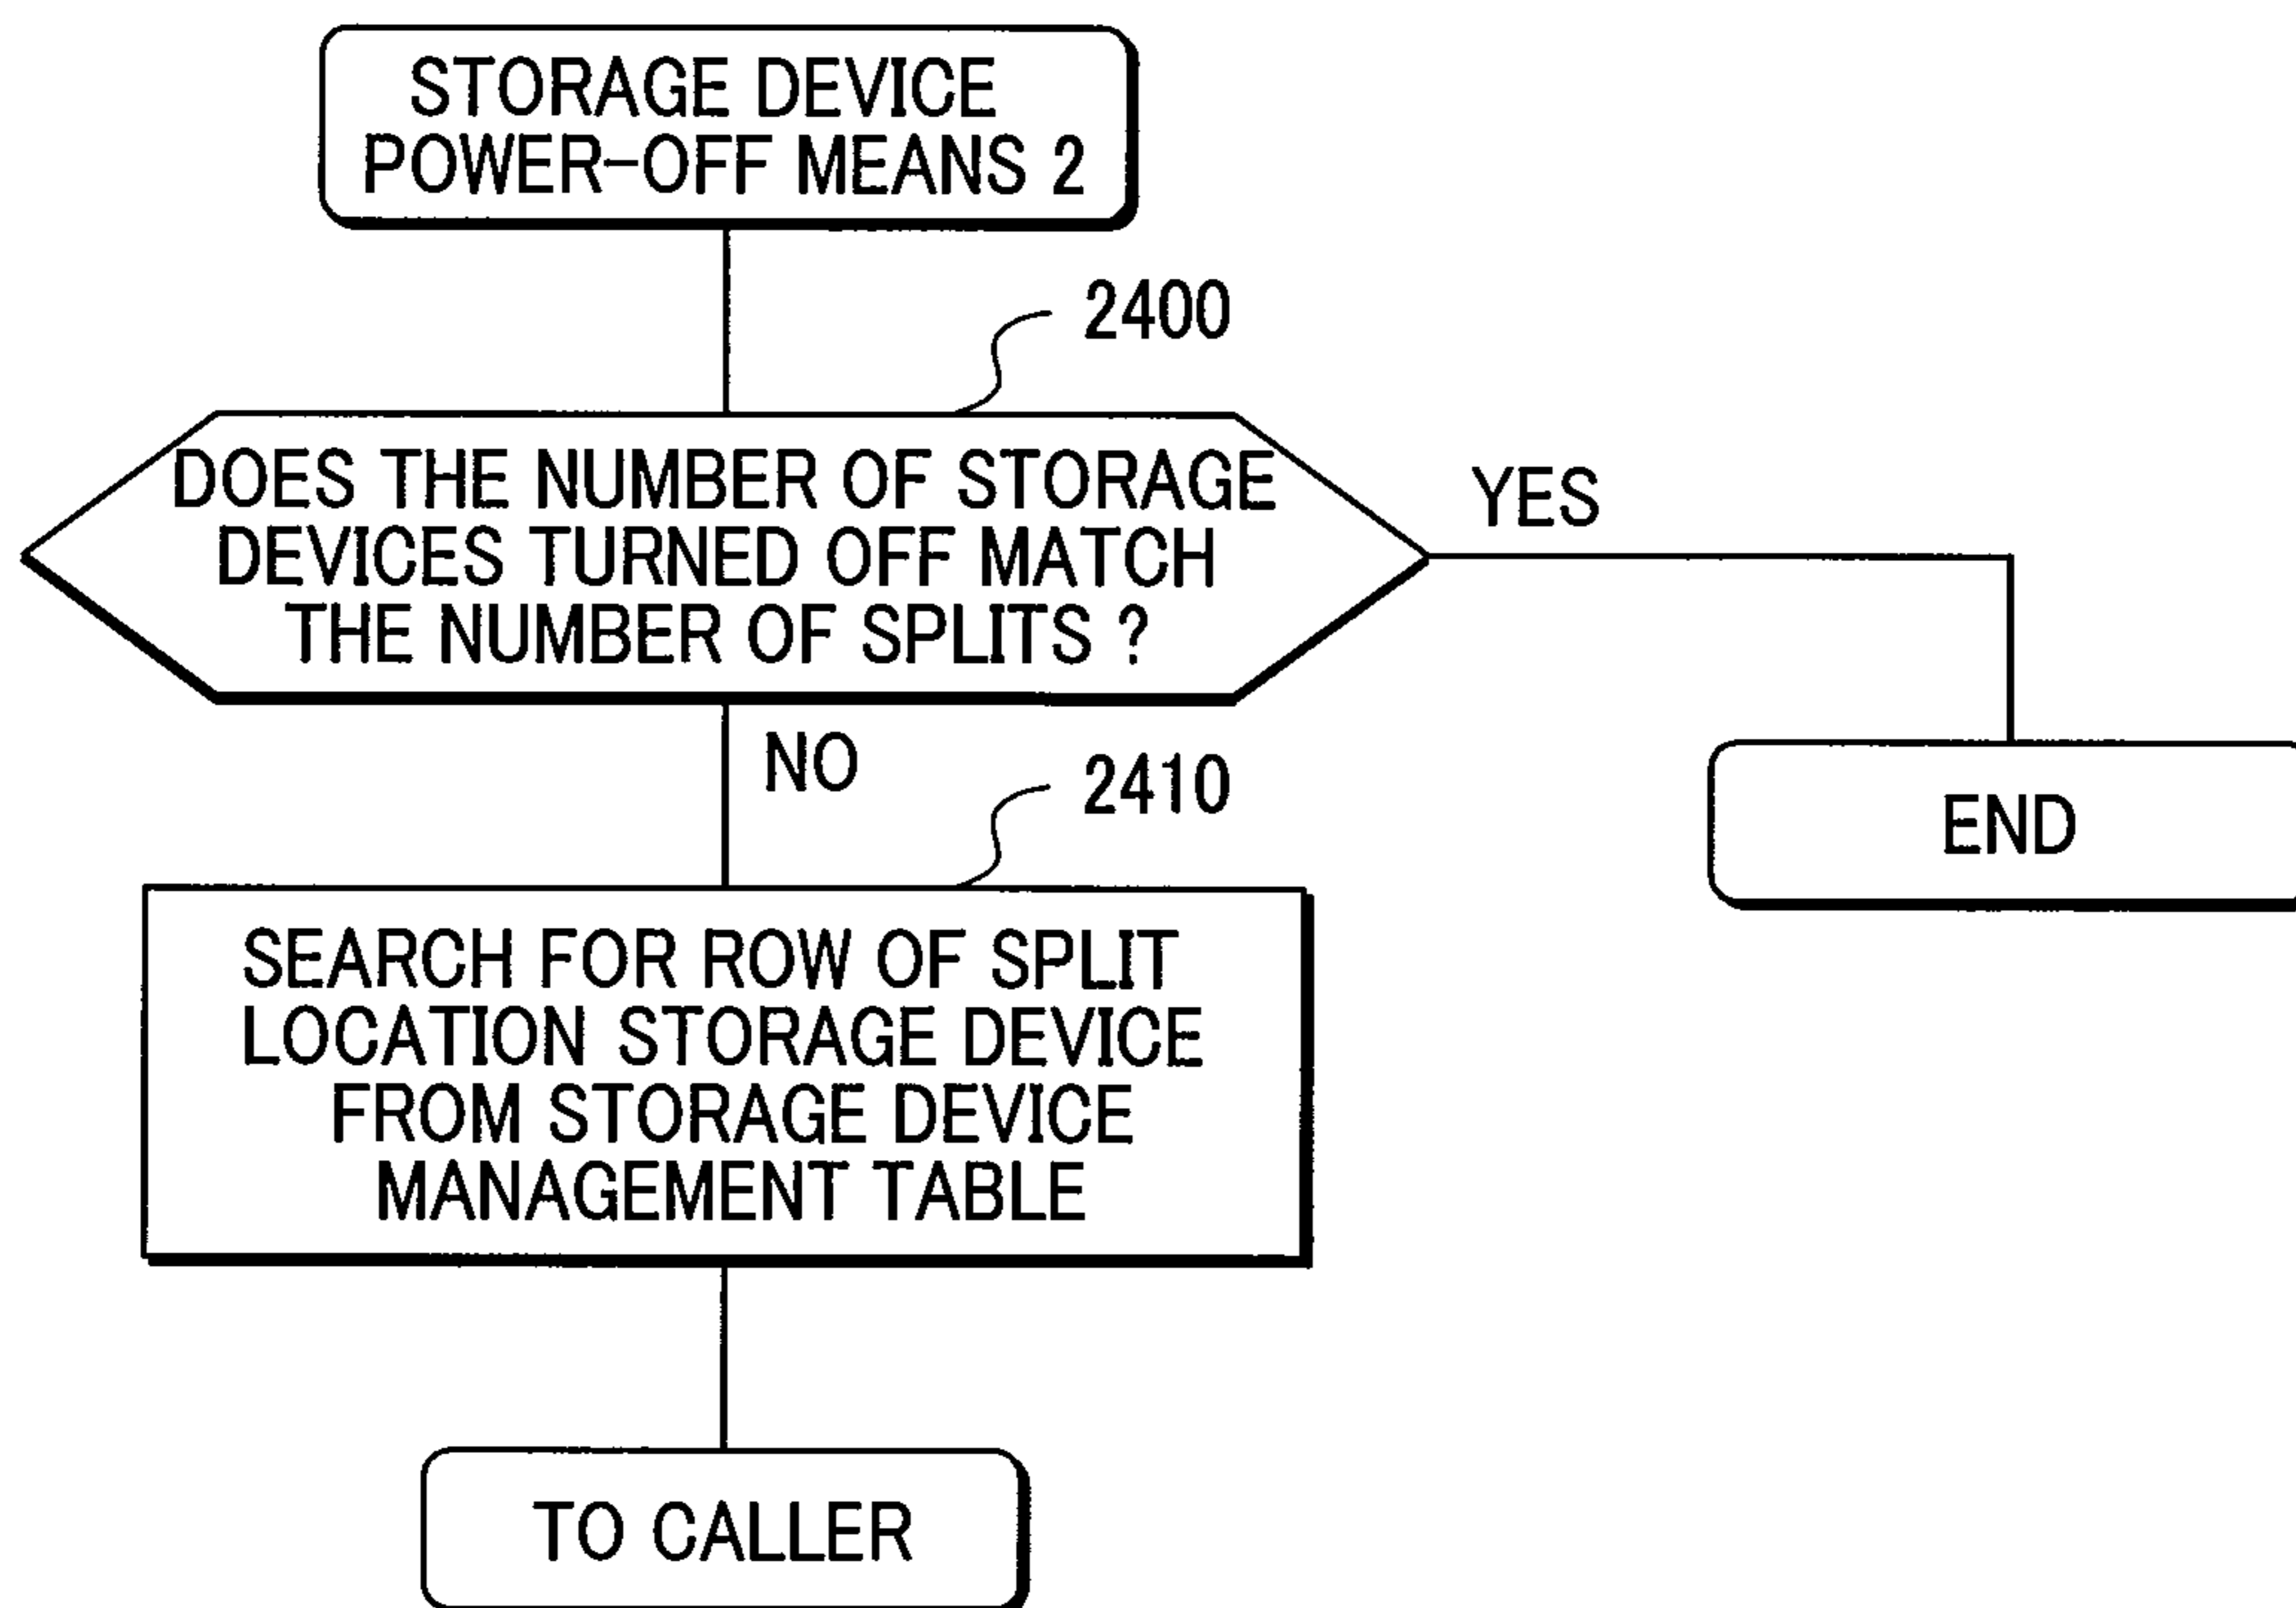 STORAGE DEVICE
POWER-OFF MEANS 2
2400
DOES THE NUMBER OF STORAGE
DEVICES TURNED OFF MATCH
THE NUMBER OF SPLITS ?
YES
NO
2410
END
SEARCH FOR ROW OF SPLIT
LOCATION STORAGE DEVICE
FROM STORAGE DEVICE
MANAGEMENT TABLE
TO CALLER